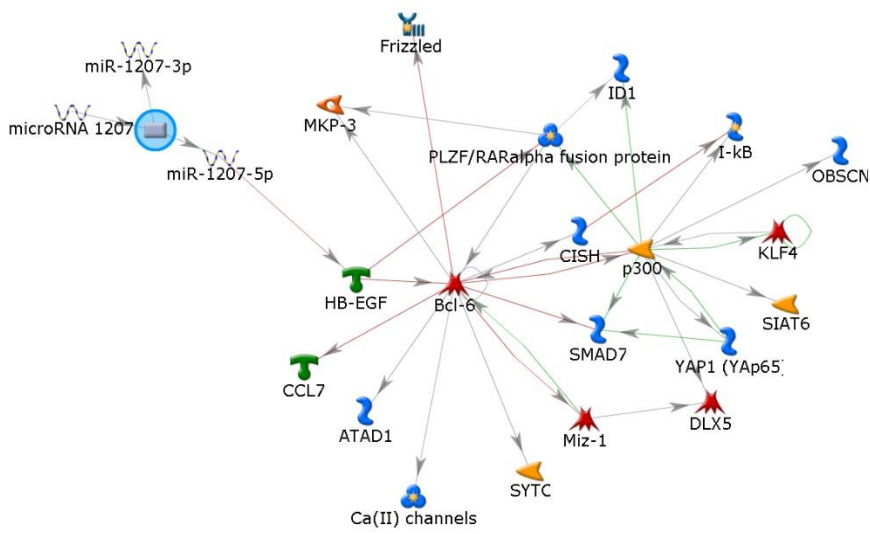 Frizzled
miR-1207-3p
ID1
microRNA 1207
MKP-3
I-kB
PLZF/RARalpha fusion protein
miR-1207-5p
OBSCN
CISH
KLF4
p300
HB-EGF
Bcl-6
SIAT6
SMAD7
YAP1 (YAp65)
CCL7
ATAD1
Miz-1
DLX5
SYTC
Ca(II) channels